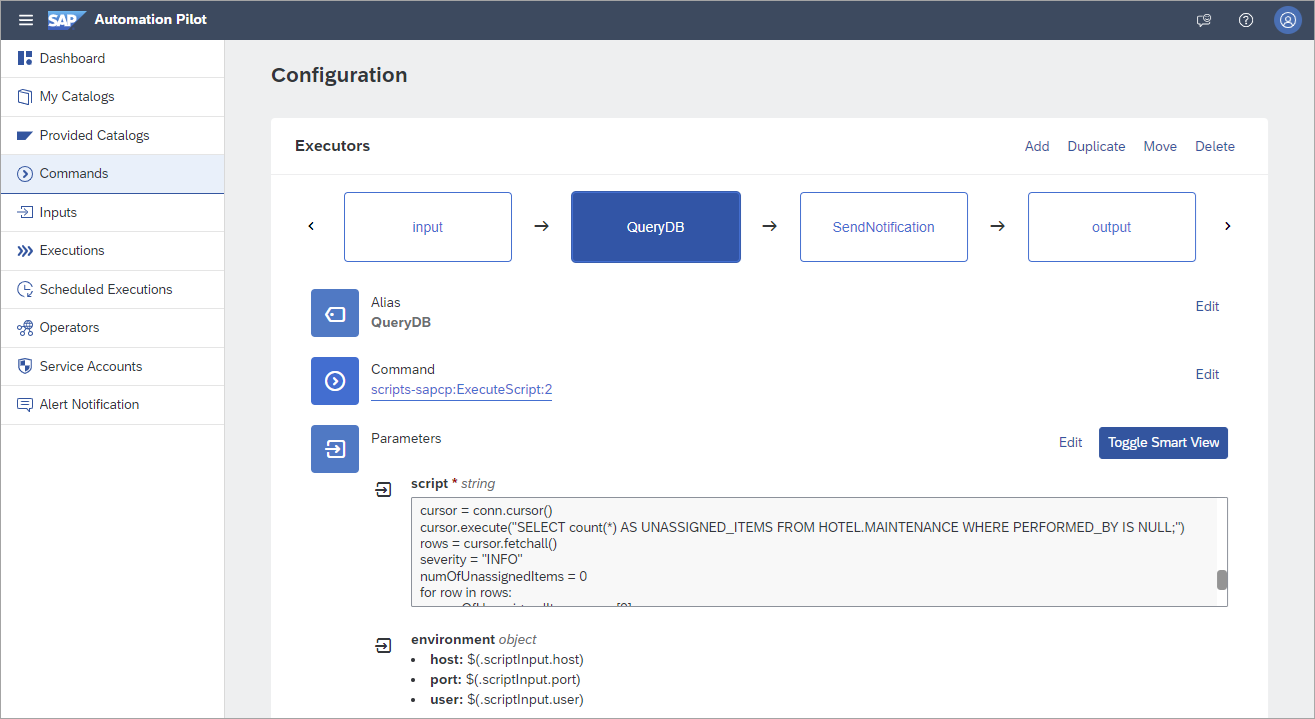 SAP Automation Pilot
Dashboard
My Catalogs
Provided Catalogs
Commands
Inputs
Executions
Scheduled Executions
Operators
Service Accounts
Alert Notification
Configuration
Executors
Add Duplicate Move Delete
input QueryDB SendNotification output
Alias
QueryDB
Edit
Command
scripts-sapcp:ExecuteScript:2
Edit
Parameters
Edit Toggle Smart View
script * string
cursor = conn.cursor()
cursor.execute("SELECT count(*) AS UNASSIGNED_ITEMS FROM HOTEL.MAINTENANCE WHERE PERFORMED_BY IS NULL;")
rows = cursor.fetchall()
severity = "INFO"
numOfUnassignedItems = 0
for row in rows:
environment object
• host: $(.scriptInput.host)
• port: $(.scriptInput.port)
• user: $(.scriptInput.user)